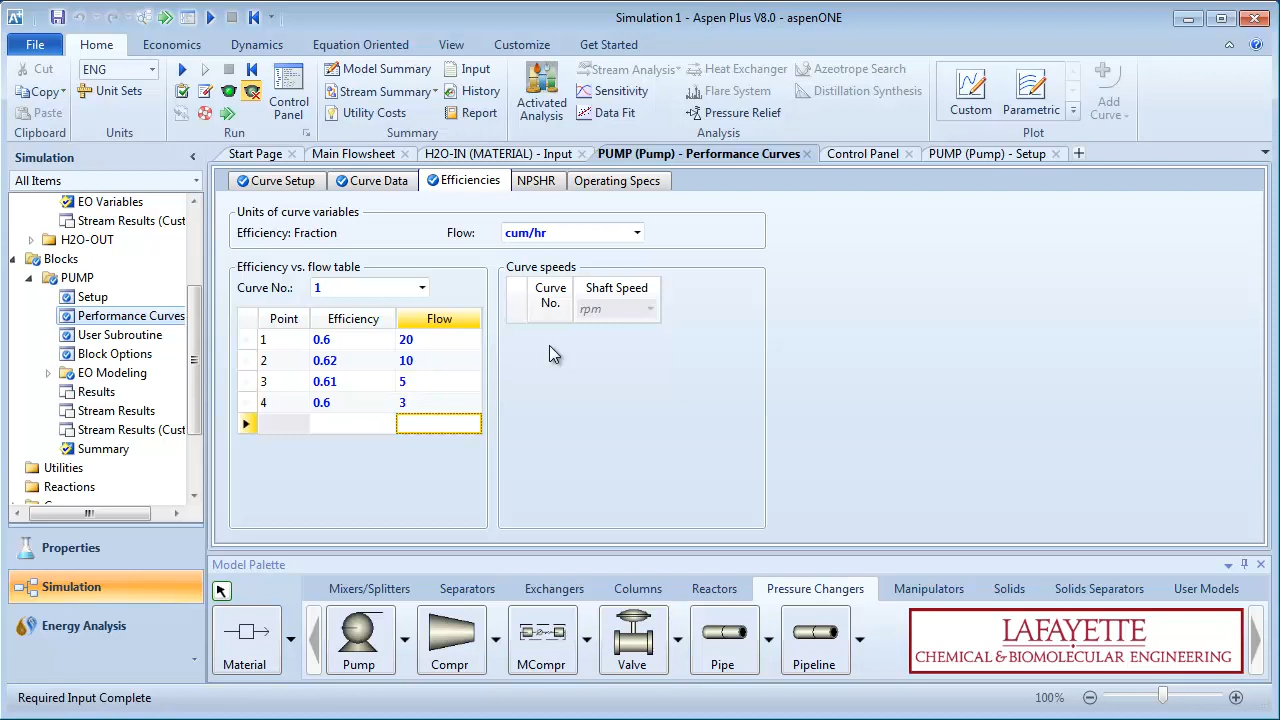 Simulation 1 - Aspen Plus V8.0 - aspenONE
File Home Economics Dynamics Equation Oriented View Customize Get Started
Cut ENG Model Summary Input Stream Analysis Heat Exchanger Azeotrope Search
Copy Unit Sets Stream Summary History Sensitivity Flare System Distillation Synthesis
Paste Control Panel Utility Costs Report Activated Analysis Data Fit Pressure Relief Custom Parametric Add Curve
Clipboard Units Run Summary Analysis Plot
Simulation Start Page Main Flowsheet H2O-IN (MATERIAL) - Input PUMP (Pump) - Performance Curves Control Panel PUMP (Pump) - Setup
All Items Curve Setup Curve Data Efficiencies NPSHR Operating Specs
EO Variables
Stream Results (Cust
H2O-OUT
Blocks
PUMP
Setup
Performance Curves
User Subroutine
Block Options
EO Modeling
Results
Stream Results
Stream Results (Cust
Summary
Utilities
Reactions
Units of curve variables
Efficiency: Fraction Flow: cum/hr
Efficiency vs. flow table
Curve No.: 1
Point Efficiency Flow
1 0.6 20
2 0.62 10
3 0.61 5
4 0.6 3
Curve speeds
Curve No. Shaft Speed
rpm
Properties
Simulation
Energy Analysis
Model Palette
Mixers/Splitters Separators Exchangers Columns Reactors Pressure Changers Manipulators Solids Solids Separators User Models
Material Pump Compr MCompr Valve Pipe Pipeline
LAFAYETTE
CHEMICAL & BIOMOLECULAR ENGINEERING
Required Input Complete 100%